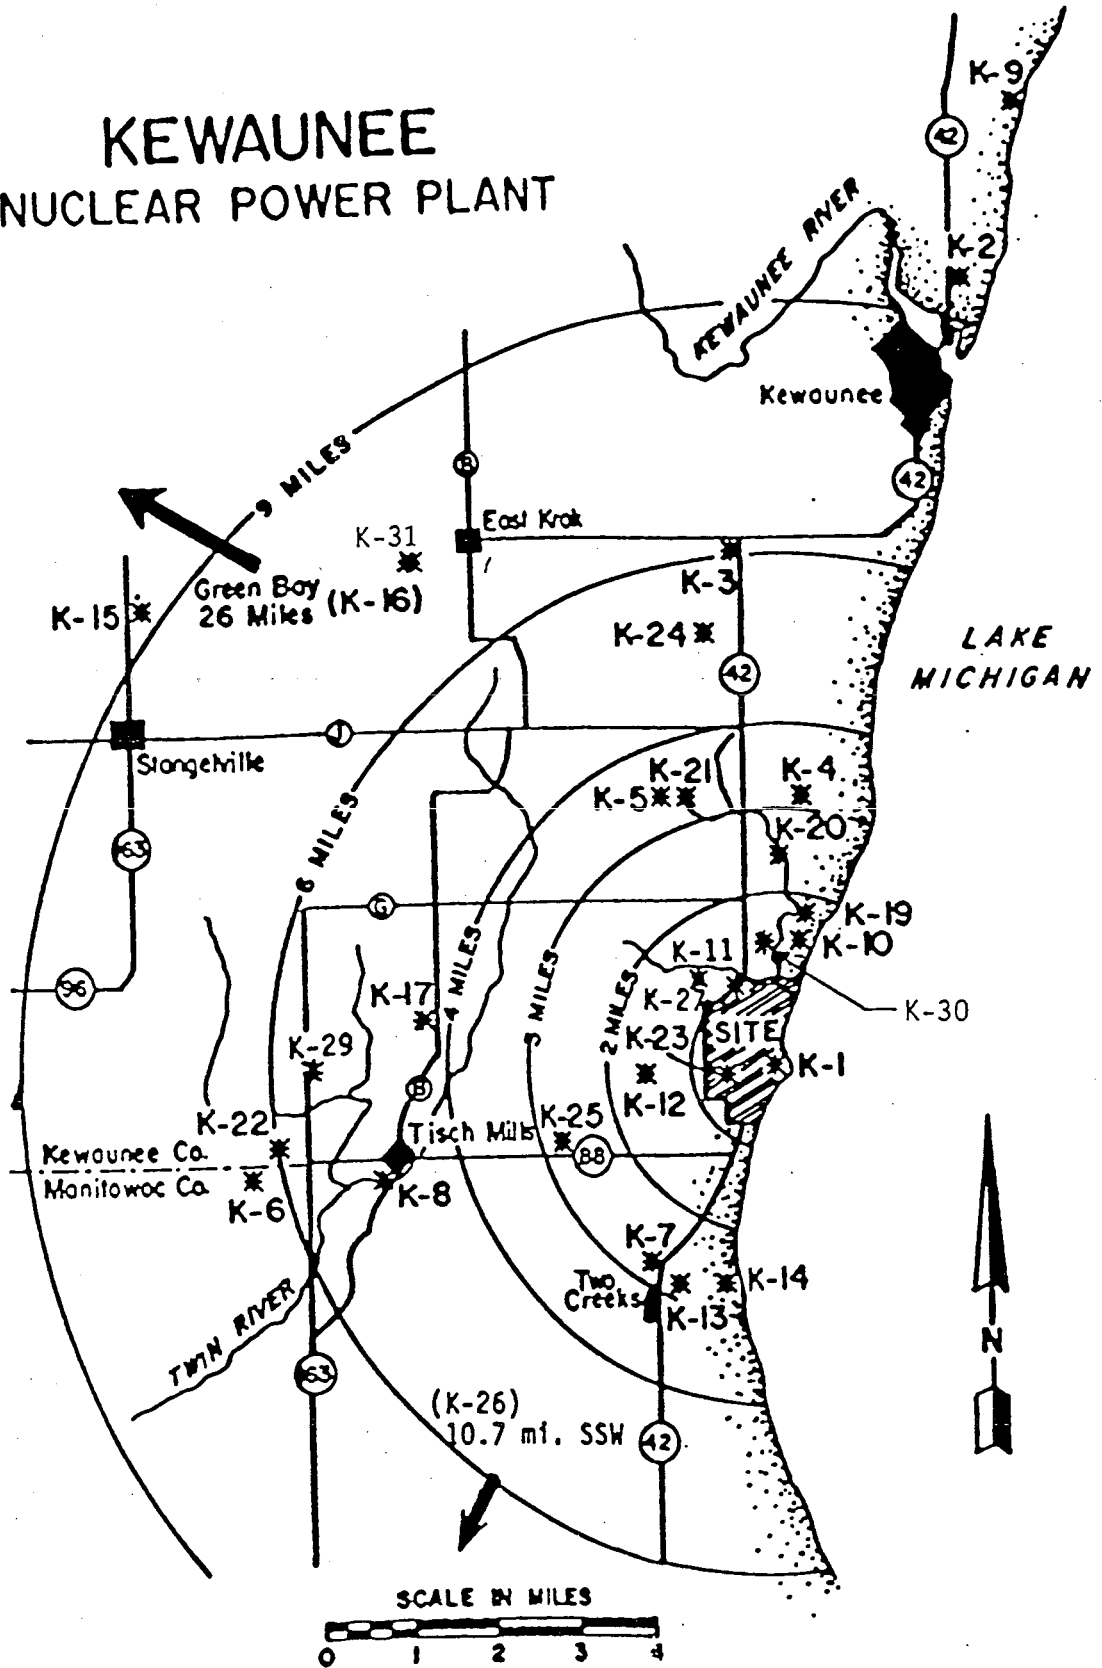 KEWAUNEE
NUCLEAR POWER PLANT
K-9
42
KEWAUNEE RIVER
K-2
Kewaunee
42
9 MILES
B
East Krok
K-31
K-3
Green Bay
26 Miles (K-16)
K-15
K-24
42
LAKE
MICHIGAN
J
Stangelville
K-21
K-4
K-5
6 MILES
K-20
63
G
K-19
K-10
4 MILES
K-11
96
3 MILES
K-17
2 MILES
K-27
K-30
SITE
K-23
K-29
K-1
B
K-12
K-22
Tisch Mills
K-25
Kewaunee Co.
88
Manitowoc Co.
K-6
K-8
K-7
Two
Creeks
K-14
K-13
TWIN RIVER
N
63
(K-26)
10.7 mi. SSW
42
SCALE IN MILES
0 1 2 3 4